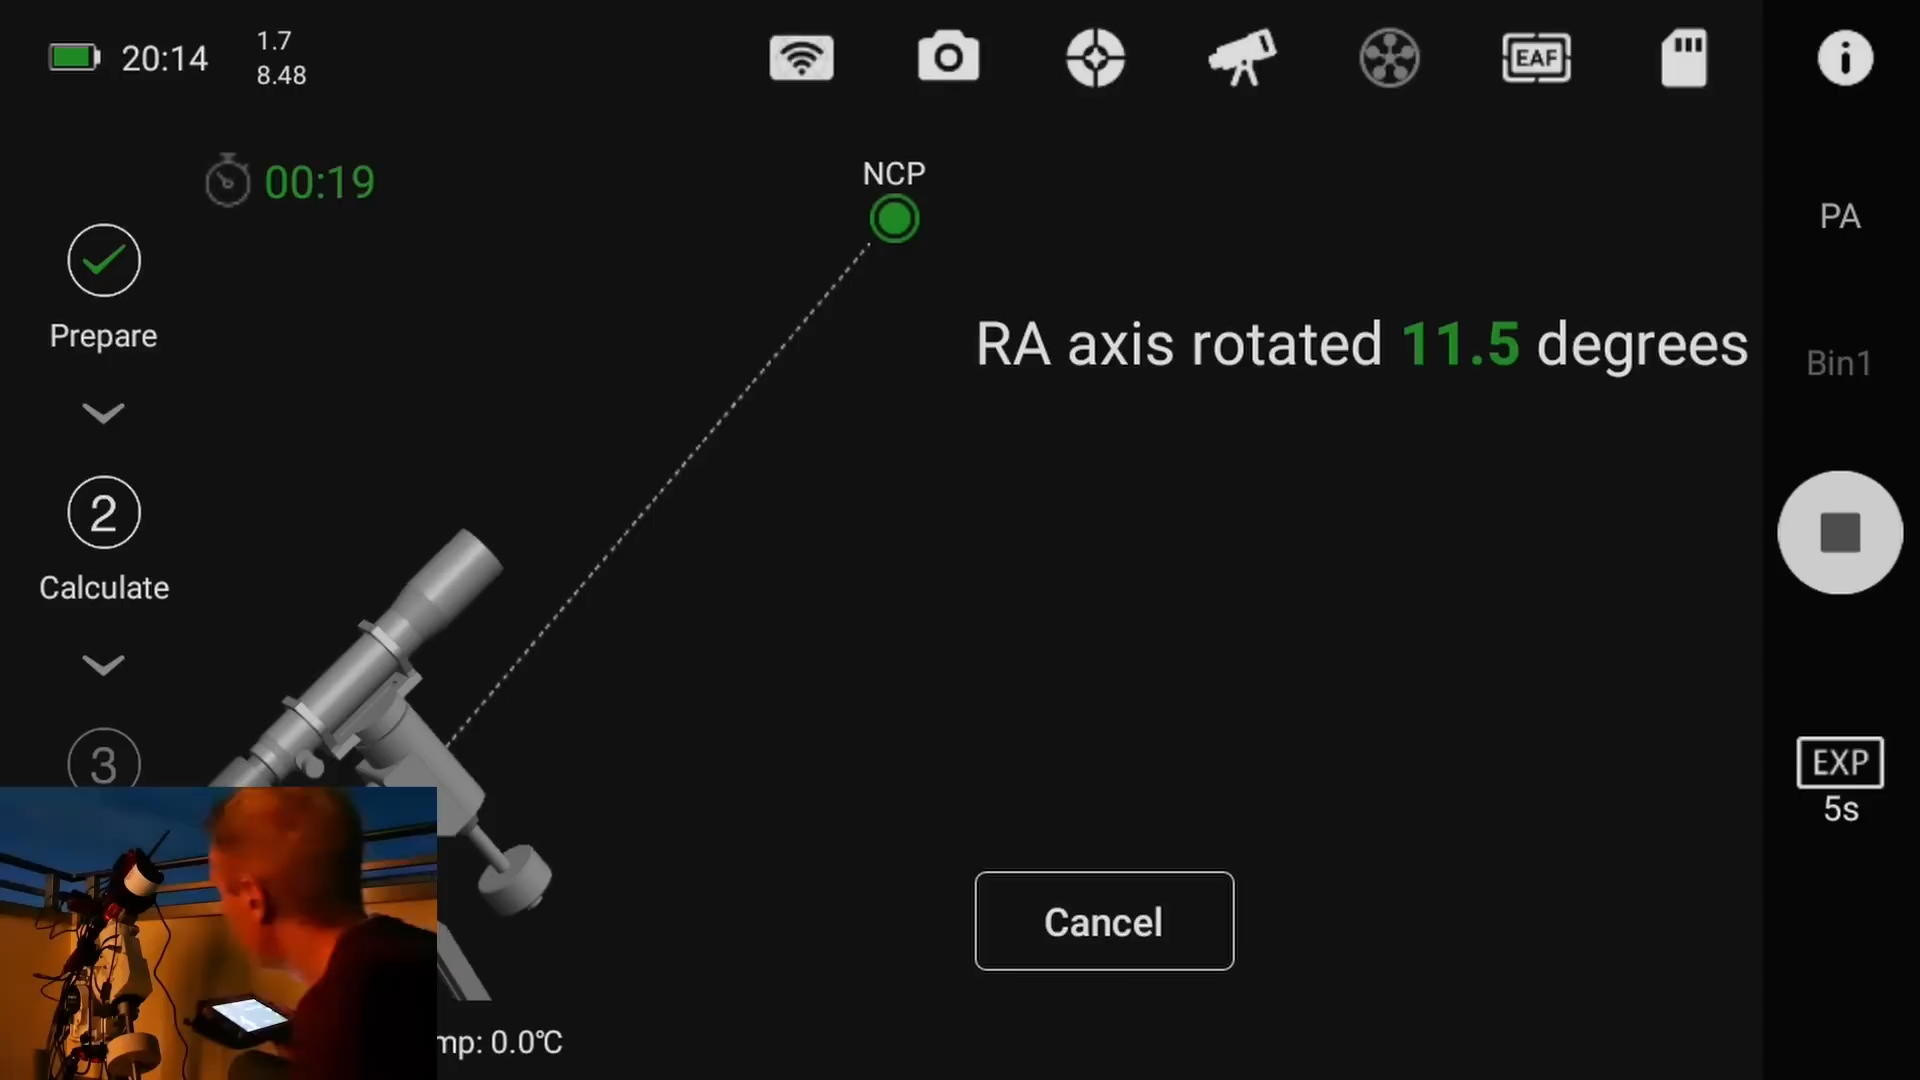 20:14
1.7
8.48
EAF
00:19
NCP
PA
Prepare
RA axis rotated 11.5 degrees
Bin1
2
Calculate
3
EXP
5s
Cancel
mp: 0.0℃